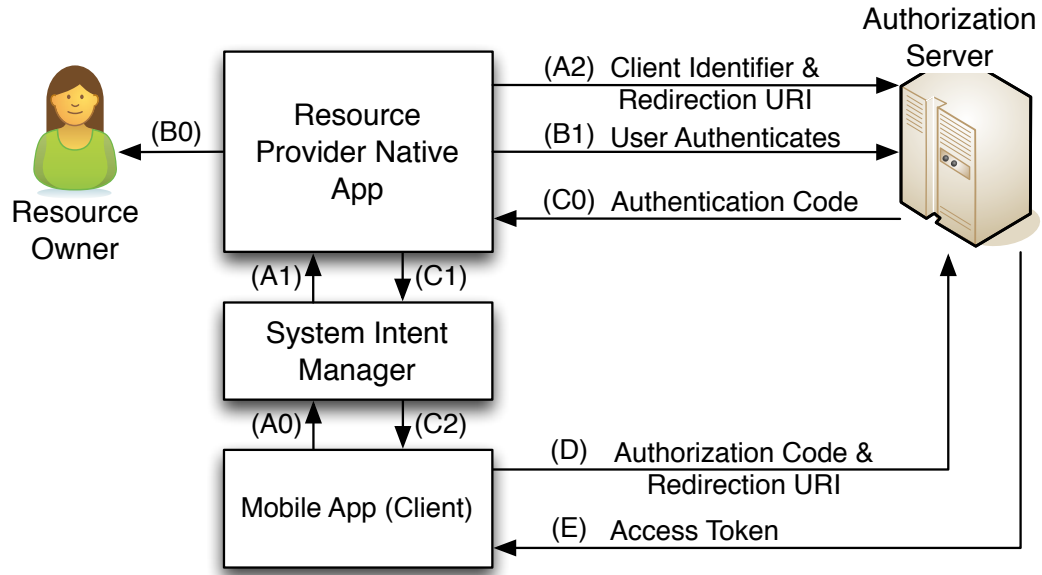 Authorization
Server
(A2) Client Identifier &
Redirection URI
Resource
Provider Native
App
(B0)
(B1) User Authenticates
(C0) Authentication Code
Resource
Owner
(A1)
(C1)
System Intent
Manager
(A0)
(C2)
(D) Authorization Code &
Redirection URI
Mobile App (Client)
(E) Access Token